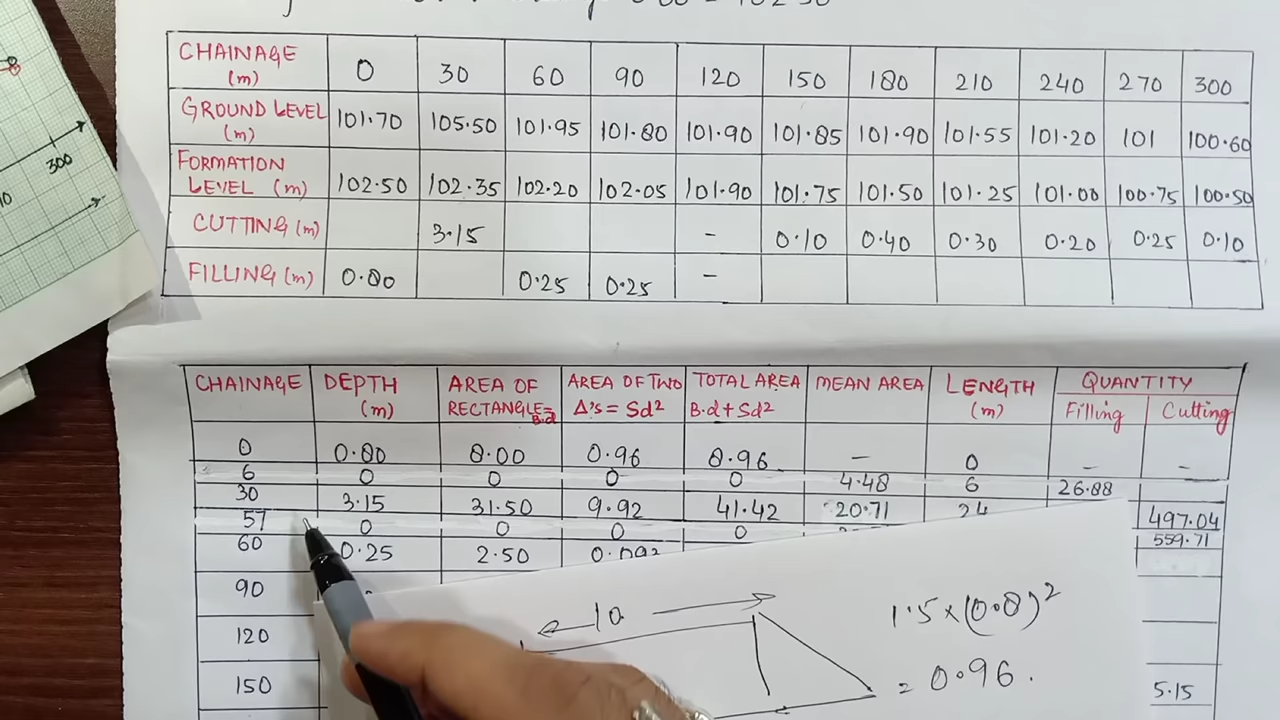 CHAINAGE (m) 0 30 60 90 120 150 180 210 240 270 300
GROUND LEVEL (m) 101.70 105.50 101.95 101.80 101.90 101.85 101.90 101.55 101.20 101 100.60
FORMATION LEVEL (m) 102.50 102.35 102.20 102.05 101.90 101.75 101.50 101.25 101.00 100.75 100.50
CUTTING (m) 3.15 - 0.10 0.40 0.30 0.20 0.25 0.10
FILLING (m) 0.80 0.25 0.25 -
CHAINAGE DEPTH (m) AREA OF RECTANGLE = B.d AREA OF TWO Δ's = Sd² TOTAL AREA B.d + Sd² MEAN AREA LENGTH (m) QUANTITY Filling Cutting
0 0.80 8.00 0.96 8.96 - 0 - -
6 0 0 0 0 4.48 6 26.88
30 3.15 31.50 9.92 41.42 20.71 24 497.04
57 0 0 0 0 559.71
60 0.25 2.50 0.093
90
120
150 5.15
10
1.5 × (0.8)²
= 0.96.
300